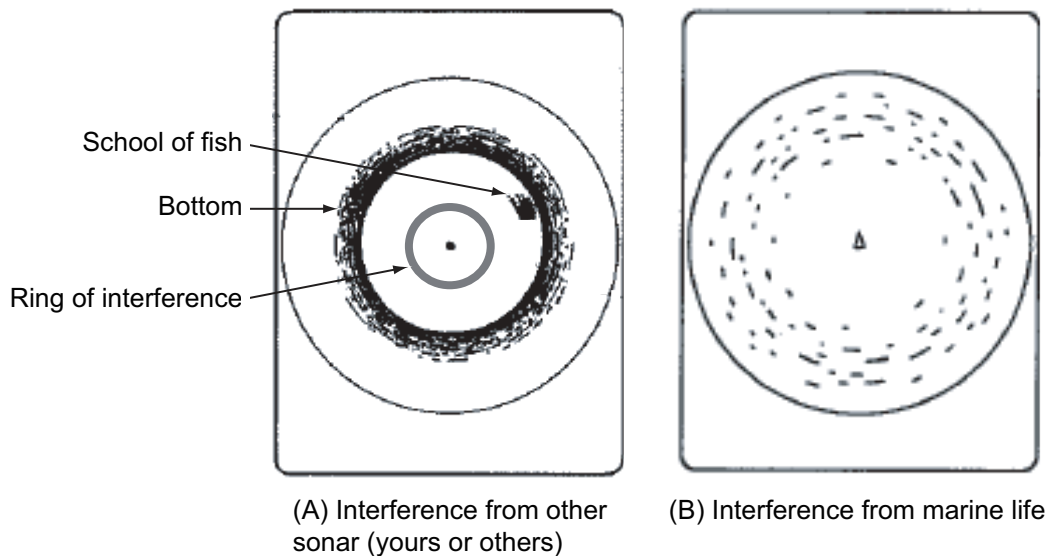 School of fish
Bottom
Ring of interference
(A) Interference from other
sonar (yours or others)
(B) Interference from marine life